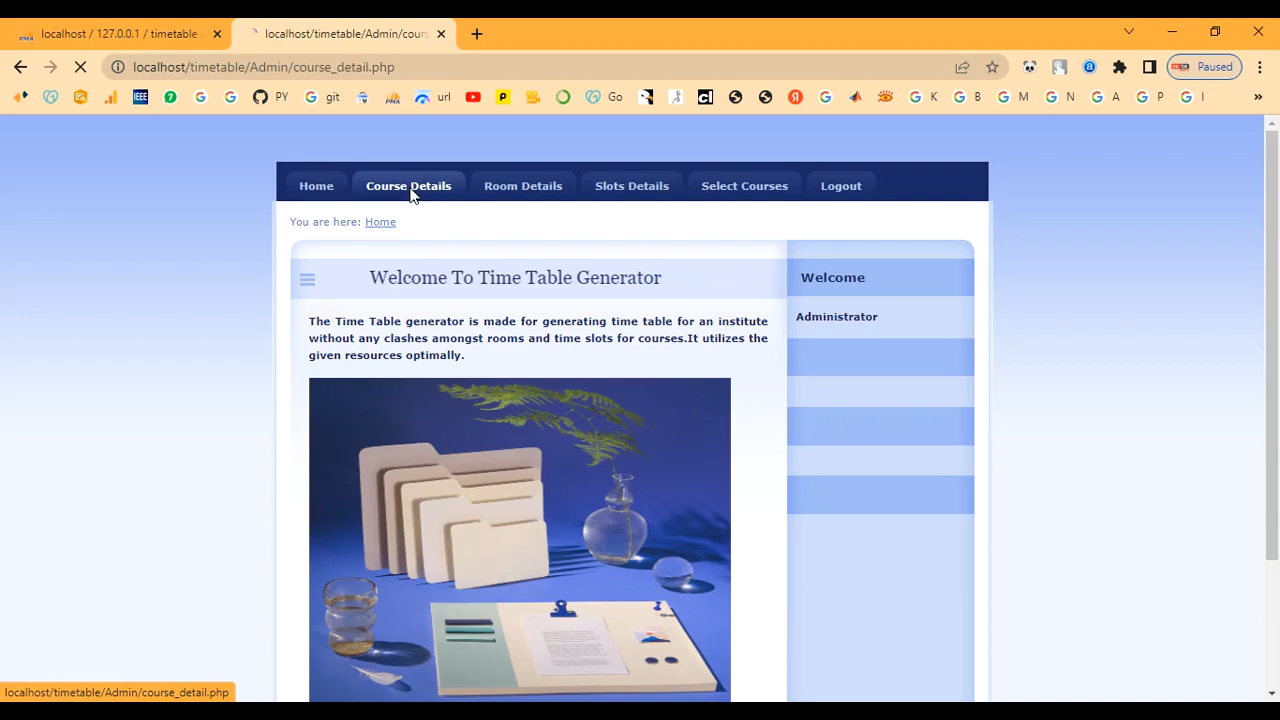 localhost / 127.0.0.1 / timetable
localhost/timetable/Admin/cours
localhost/timetable/Admin/course_detail.php
Paused
IEEE
PY
git
PMA
url
Go
K
B
M
N
A
P
I
Home
Course Details
Room Details
Slots Details
Select Courses
Logout
You are here: Home
Welcome To Time Table Generator
Welcome
The Time Table generator is made for generating time table for an institute
without any clashes amongst rooms and time slots for courses.It utilizes the
given resources optimally.
Administrator
localhost/timetable/Admin/course_detail.php